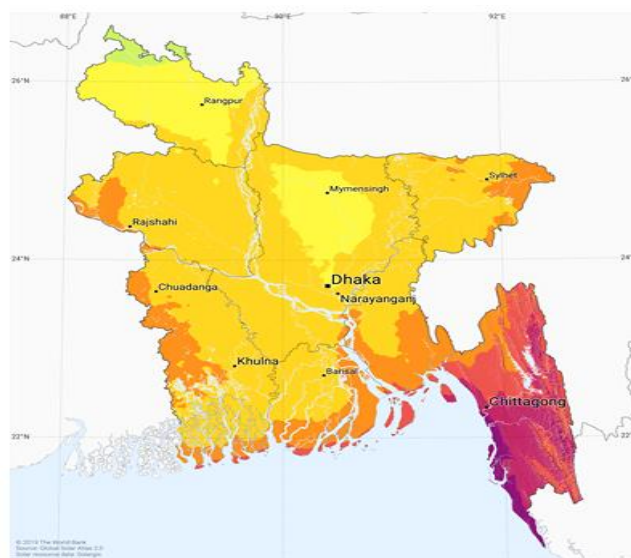 88°E
90°E
92°E
26°N
26°
Rangpur
Mymensingh
Sylhet
Rajshahi
24°N
24°
Dhaka
Chuadanga
Narayanganj
Khulna
Barisal
Chittagong
22°N
22°
© 2019 The World Bank
Source: Global Solar Atlas 2.0
Solar resource data: Solargis